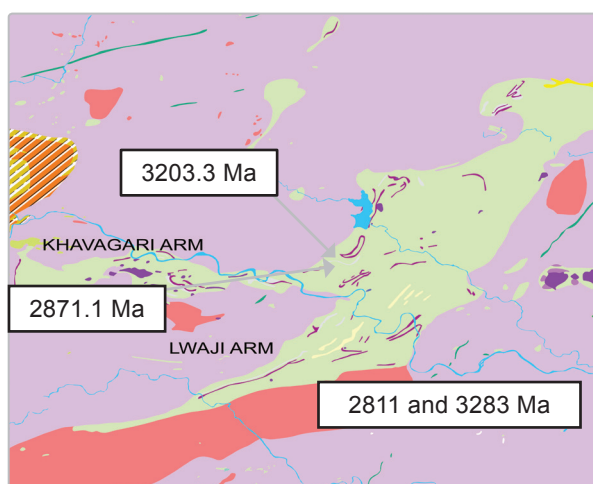 3203.3 Ma
KHAVAGARI ARM
2871.1 Ma
LWAJI ARM
2811 and 3283 Ma